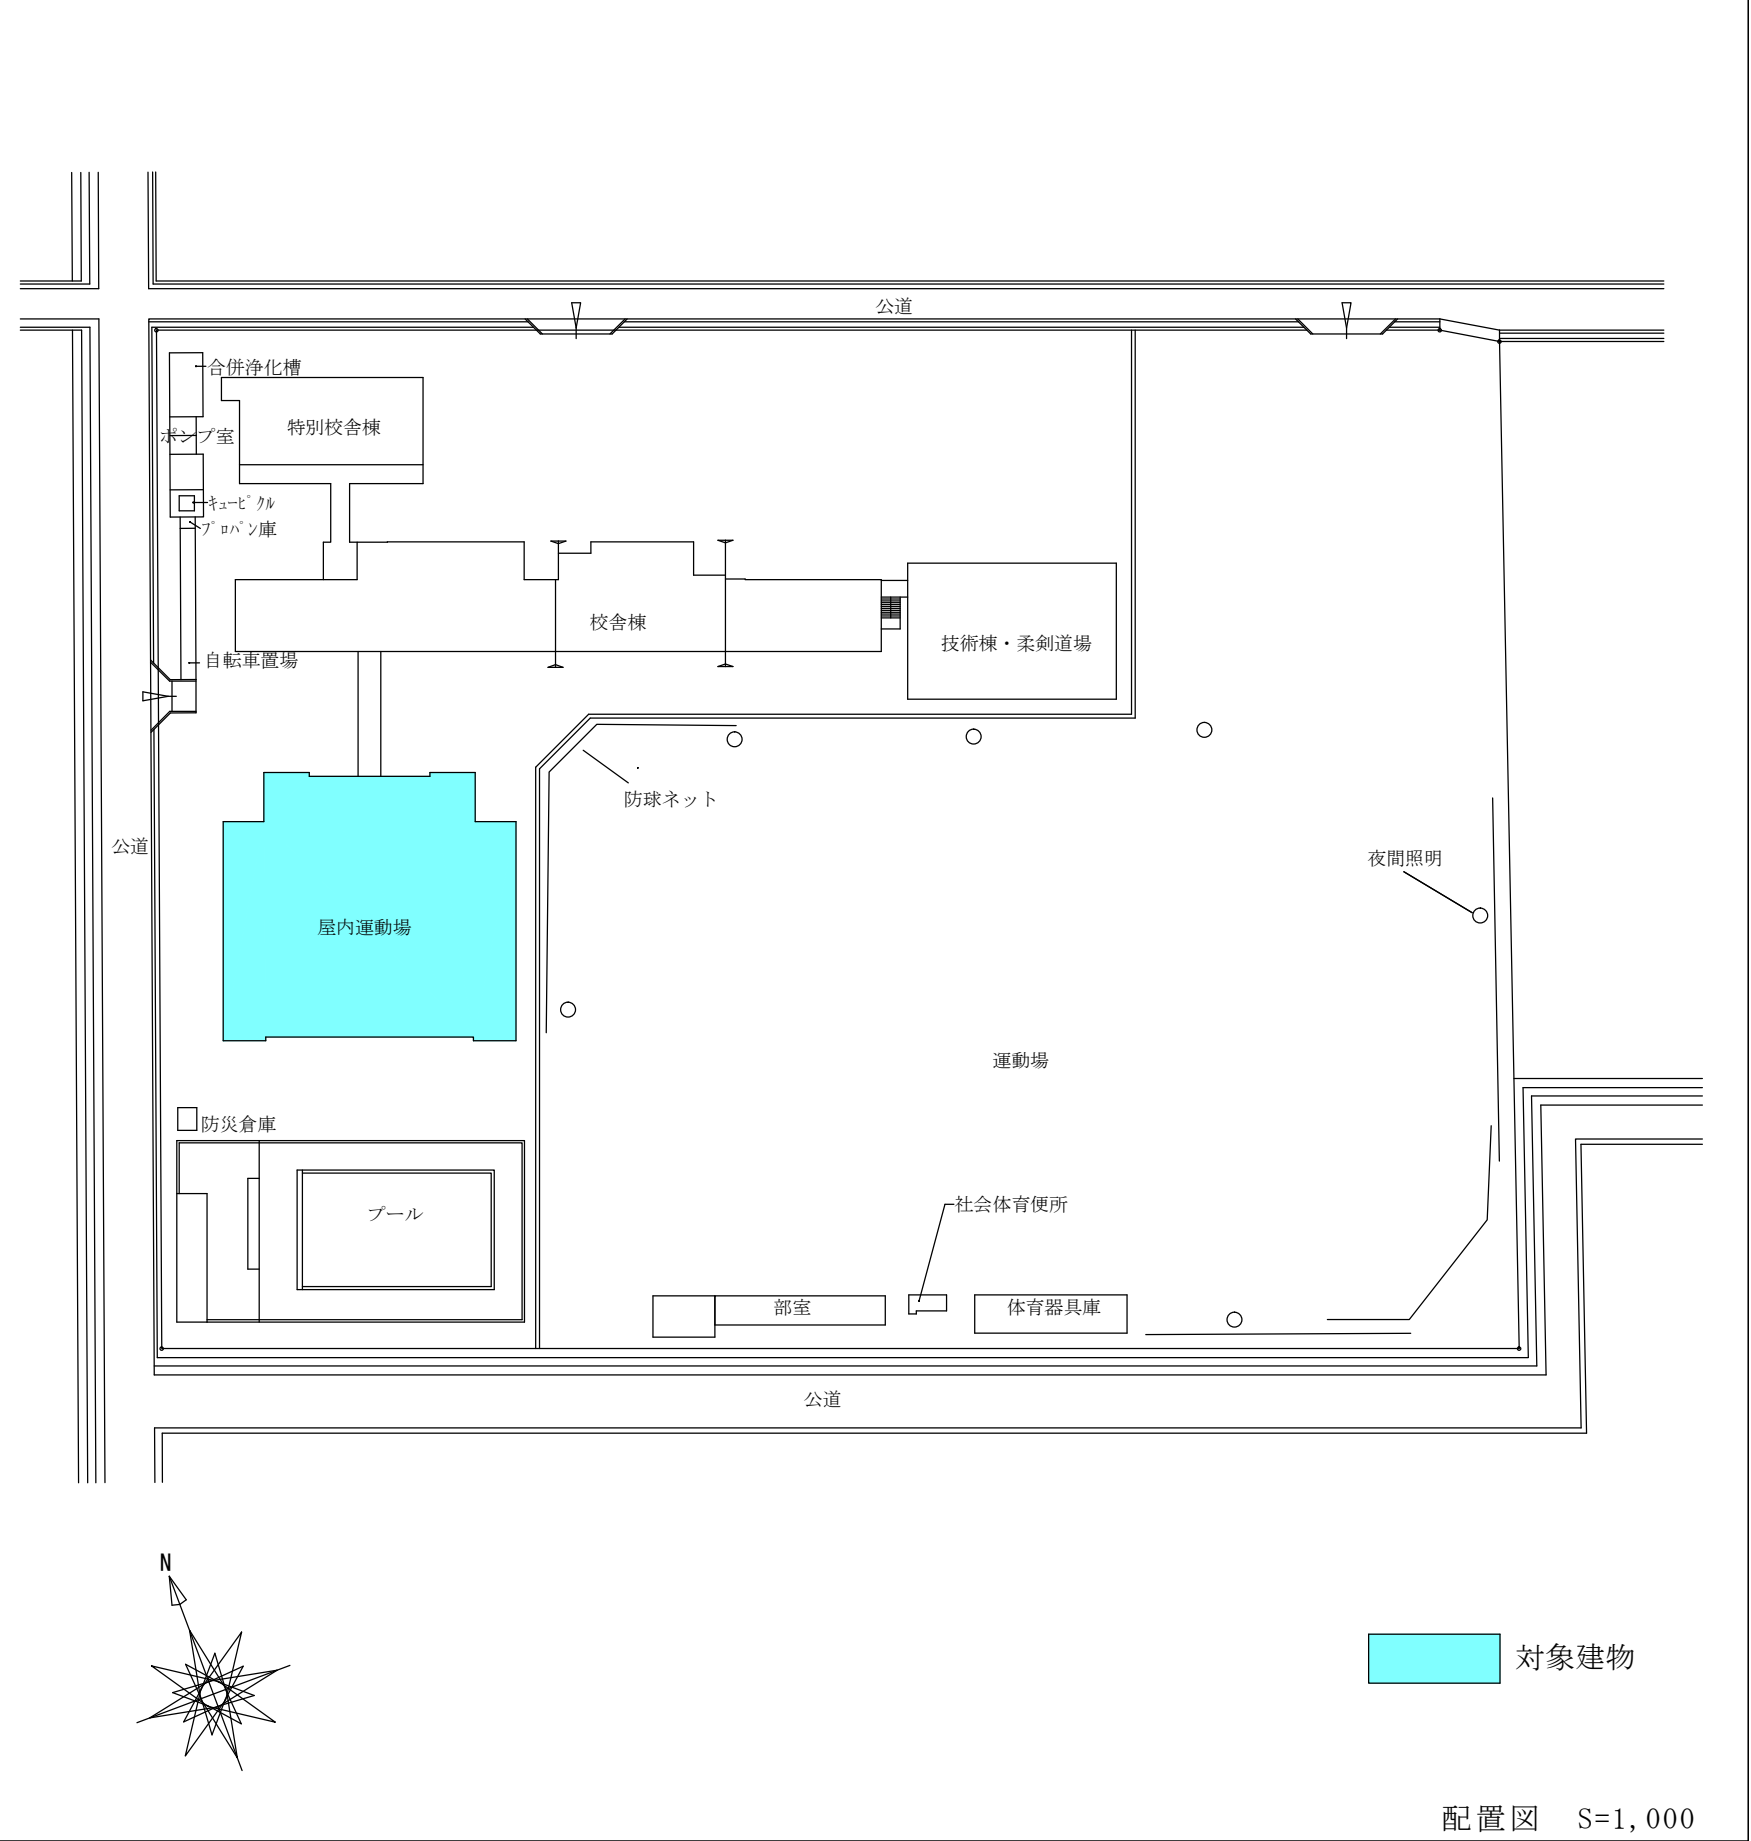 公道
合併浄化槽
特別校舎棟
ポンプ室
ｷｭｰﾋﾟｸﾙ
ﾌﾟﾛﾊﾟﾝ庫
校舎棟
技術棟・柔剣道場
自転車置場
防球ネット
公道
夜間照明
屋内運動場
運動場
防災倉庫
プール
社会体育便所
部室
体育器具庫
公道
N
対象建物
配置図　S=1,000